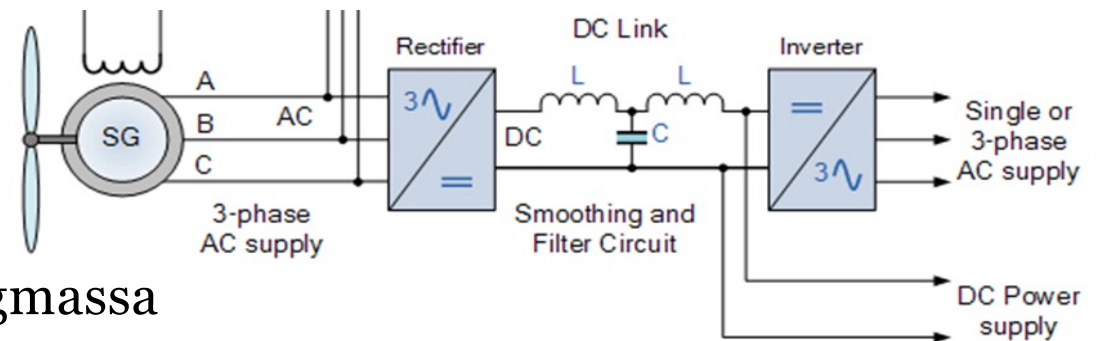 DC Link
Rectifier
Inverter
L
L
A
AC
3
SG
B
DC
C
Single or
3-phase
AC supply
C
3
3-phase
AC supply
Smoothing and
Filter Circuit
gmassa
DC Power
supply